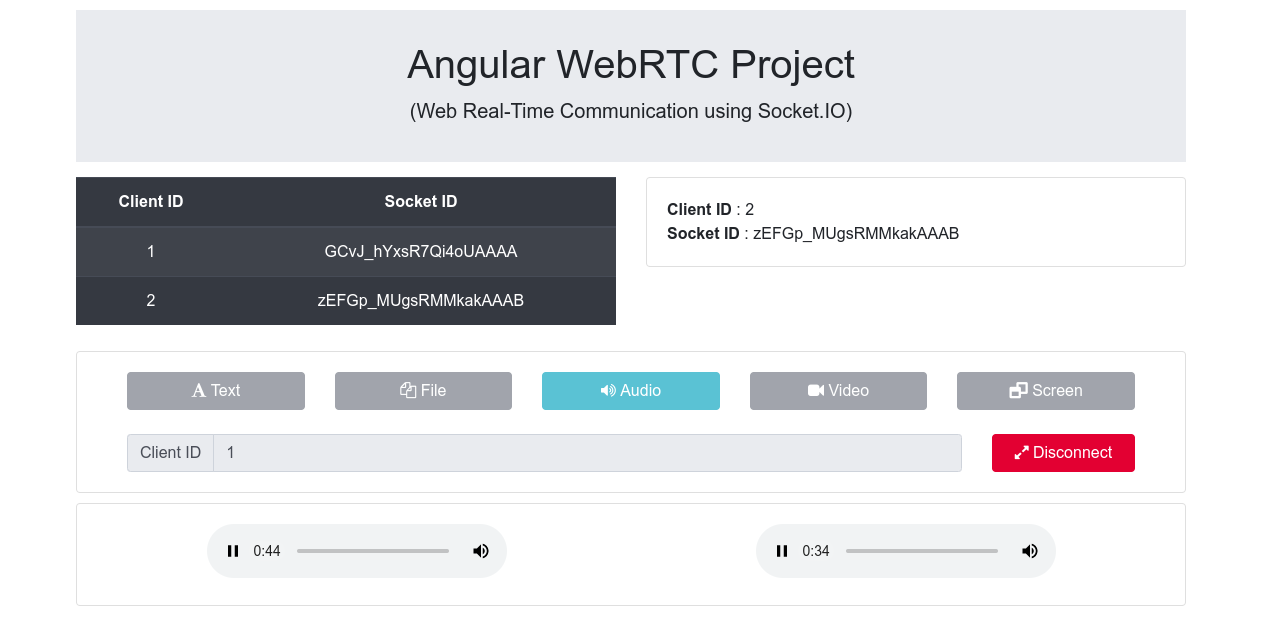 Angular WebRTC Project
(Web Real-Time Communication using Socket.IO)
Client ID Socket ID
1 GCvJ_hYxsR7Qi4oUAAAA
2 zEFGp_MUgsRMMkakAAAB
Client ID : 2
Socket ID : zEFGp_MUgsRMMkakAAAB
Text File Audio Video Screen
Client ID 1 Disconnect
0:44 0:34